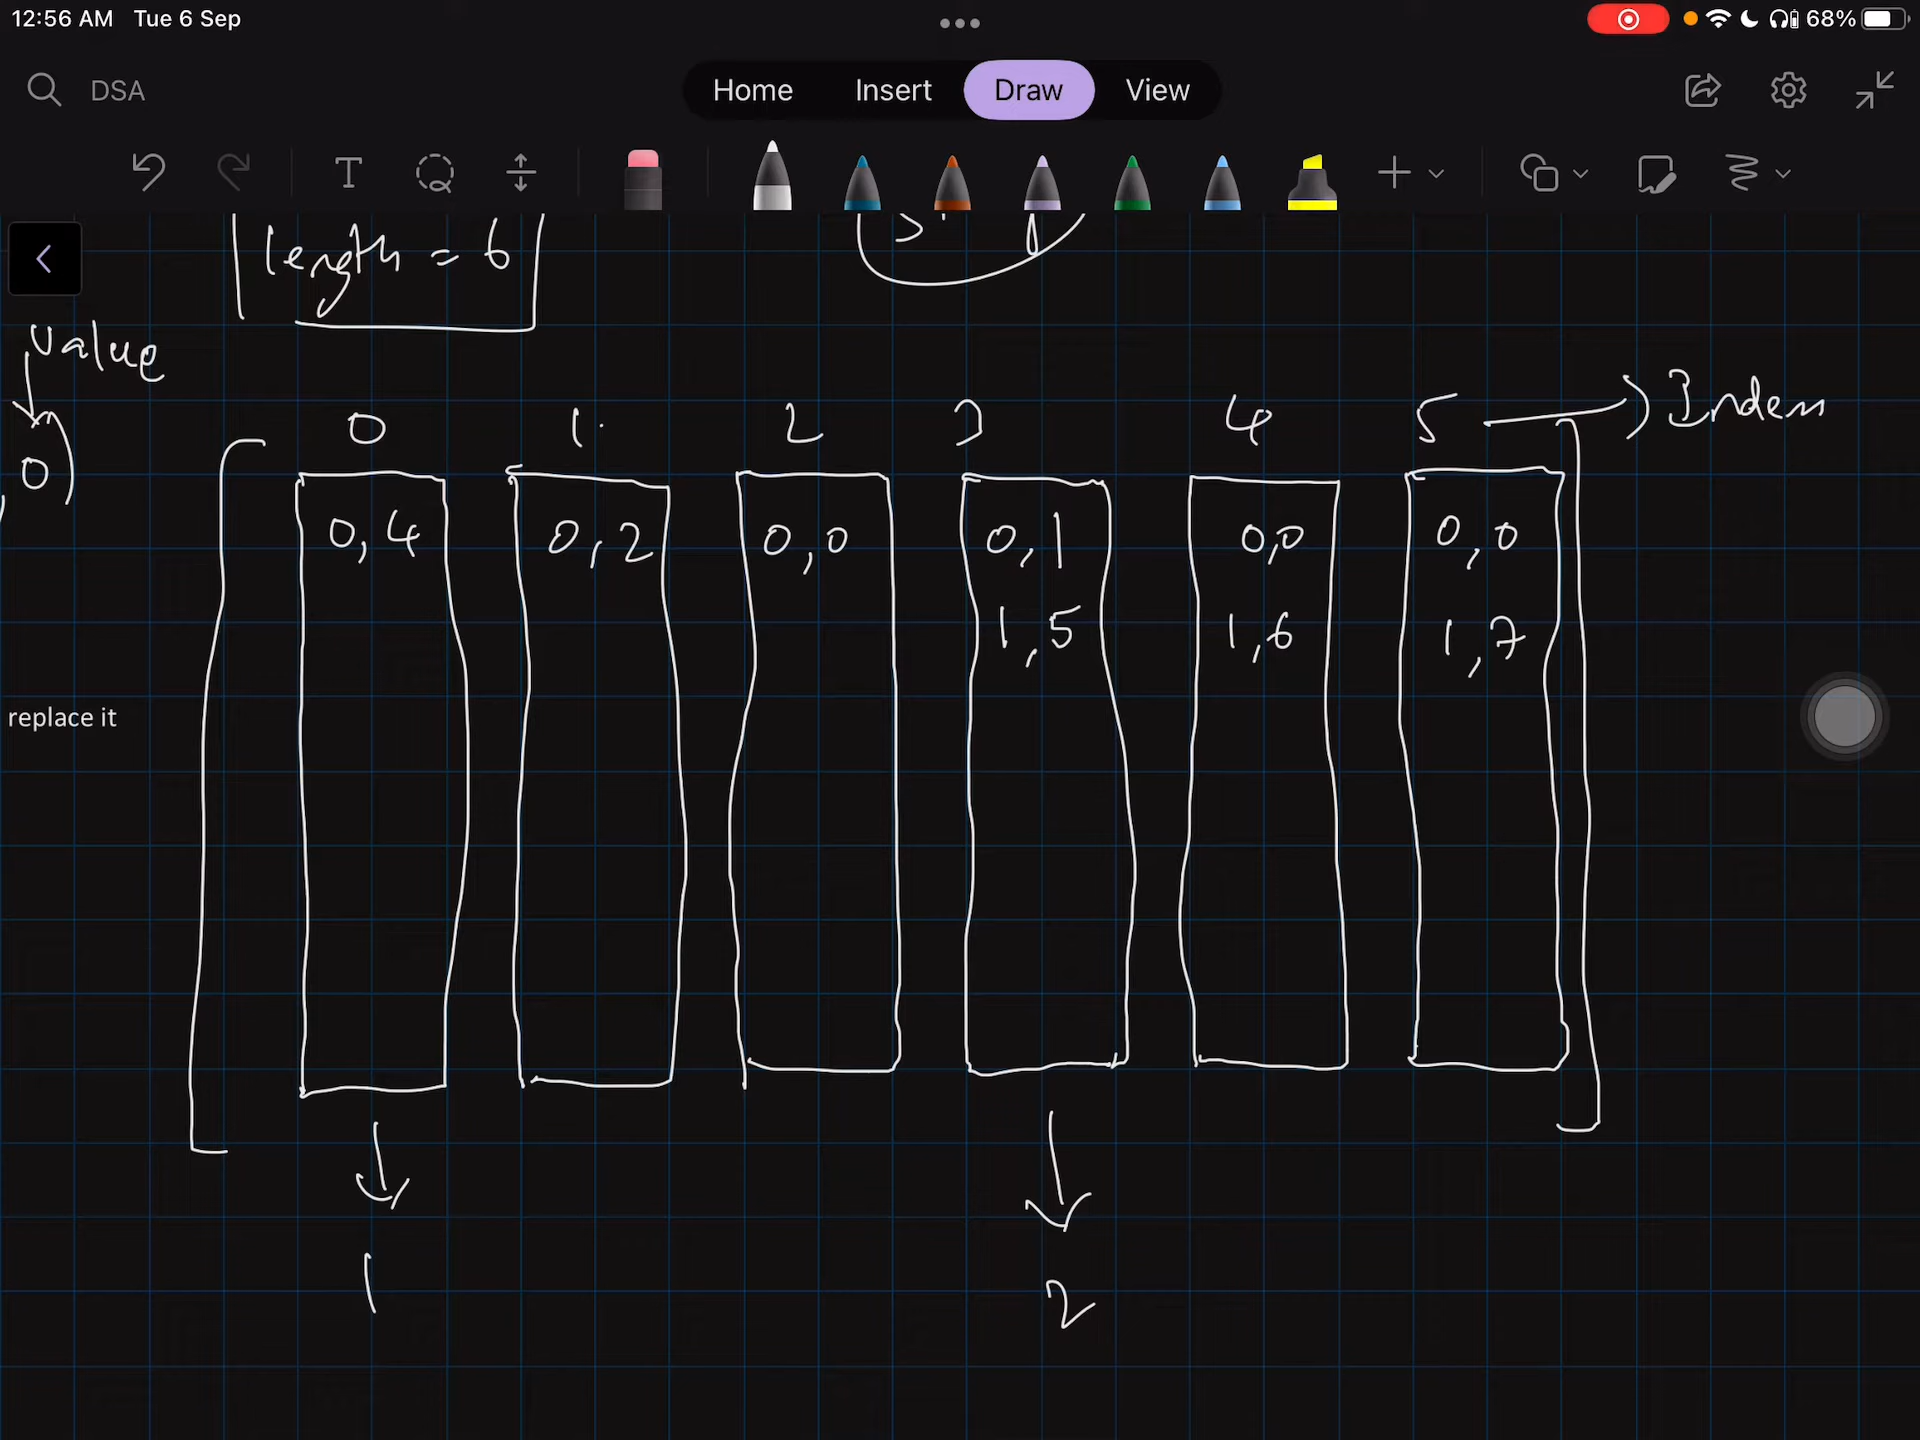 12:56 AM Tue 6 Sep
68%
DSA
Home Insert Draw View
T
length = 6
value
0 1 2 3 4 5 Index
, 0)
0,4 0,2 0,0 0,1 0,0 0,0
1,5 1,6 1,7
replace it
1 2